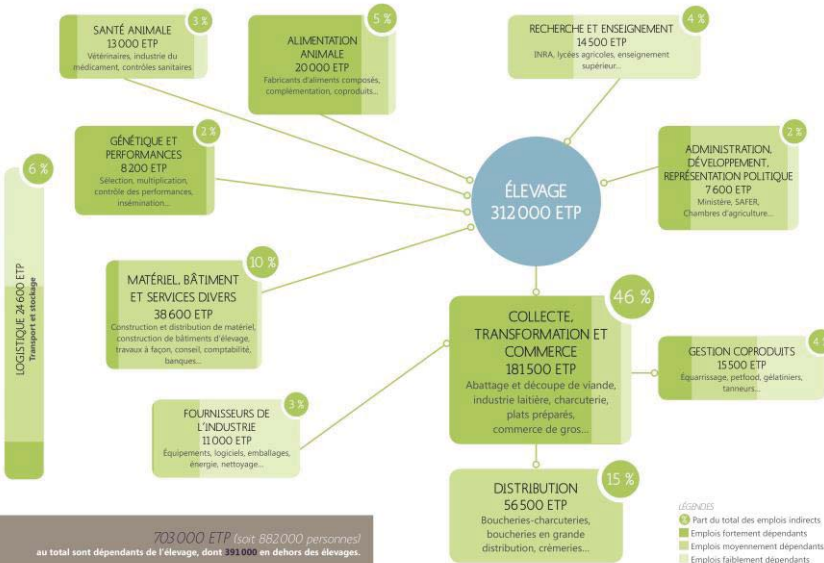 3 %
SANTÉ ANIMALE
13 000 ETP
Vétérinaires, industrie du
médicament, contrôles sanitaires
5 %
ALIMENTATION
ANIMALE
20 000 ETP
Fabricants d'aliments composés,
complémentation, coproduits...
4 %
RECHERCHE ET ENSEIGNEMENT
14 500 ETP
INRA, lycées agricoles, enseignement
supérieur...
2 %
GÉNÉTIQUE ET
PERFORMANCES
8 200 ETP
Sélection, multiplication,
contrôle des performances,
insémination...
ÉLEVAGE
312 000 ETP
2 %
ADMINISTRATION,
DÉVELOPPEMENT,
REPRÉSENTATION POLITIQUE
7 600 ETP
Ministère, SAFER,
Chambres d'agriculture...
6 %
LOGISTIQUE 24 600 ETP
Transport et stockage
10 %
MATÉRIEL, BÂTIMENT
ET SERVICES DIVERS
38 600 ETP
Construction et distribution de matériel,
construction de bâtiments d'élevage,
travaux à façon, conseil, comptabilité,
banques...
46 %
COLLECTE,
TRANSFORMATION ET
COMMERCE
181 500 ETP
Abattage et découpe de viande,
industrie laitière, charcuterie,
plats préparés,
commerce de gros...
4 %
GESTION COPRODUITS
15 500 ETP
Équarrissage, petfood, gélatiniers,
tanneurs...
3 %
FOURNISSEURS DE
L'INDUSTRIE
11 000 ETP
Équipements, logiciels, emballages,
énergie, nettoyage...
15 %
DISTRIBUTION
56 500 ETP
Boucheries-charcuteries,
boucheries en grande
distribution, crèmeries...
703 000 ETP (soit 882 000 personnes)
au total sont dépendants de l'élevage, dont 391 000 en dehors des élevages.
LÉGENDES
% Part du total des emplois indirects
Emplois fortement dépendants
Emplois moyennement dépendants
Emplois faiblement dépendants